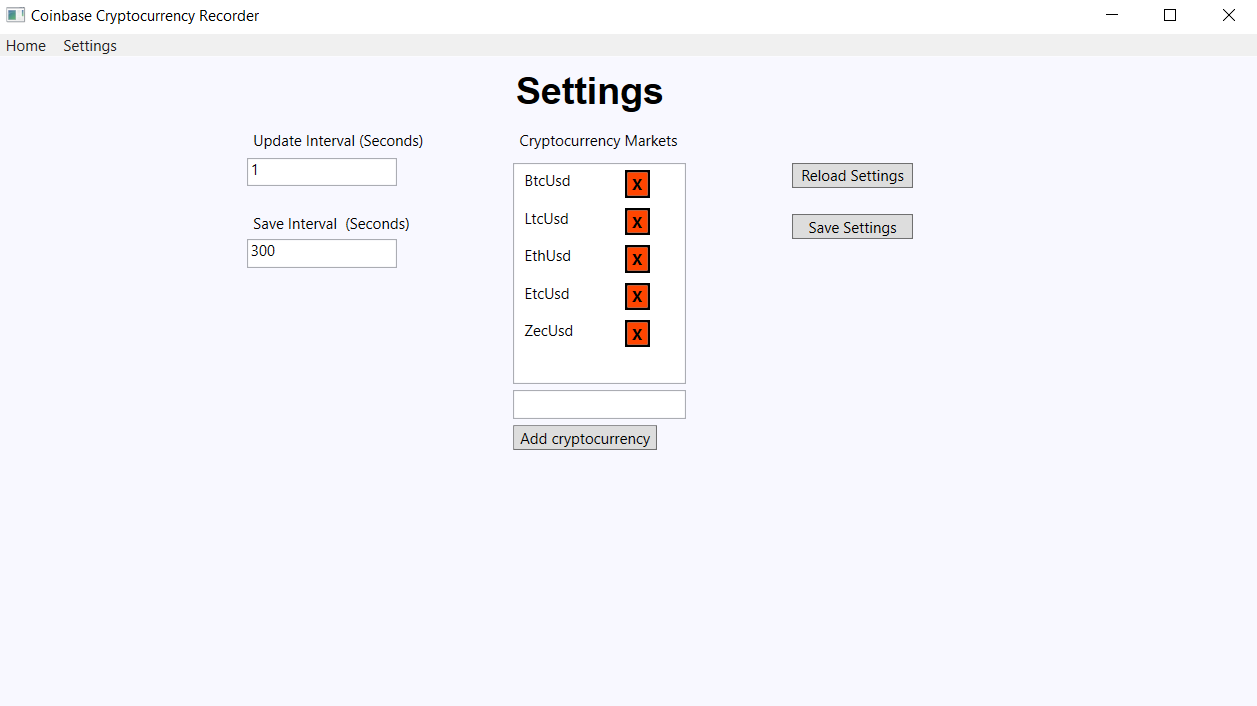 Coinbase Cryptocurrency Recorder
Home Settings
Settings
Update Interval (Seconds)
1
Save Interval  (Seconds)
300
Cryptocurrency Markets
BtcUsd X
LtcUsd X
EthUsd X
EtcUsd X
ZecUsd X
Add cryptocurrency
Reload Settings
Save Settings